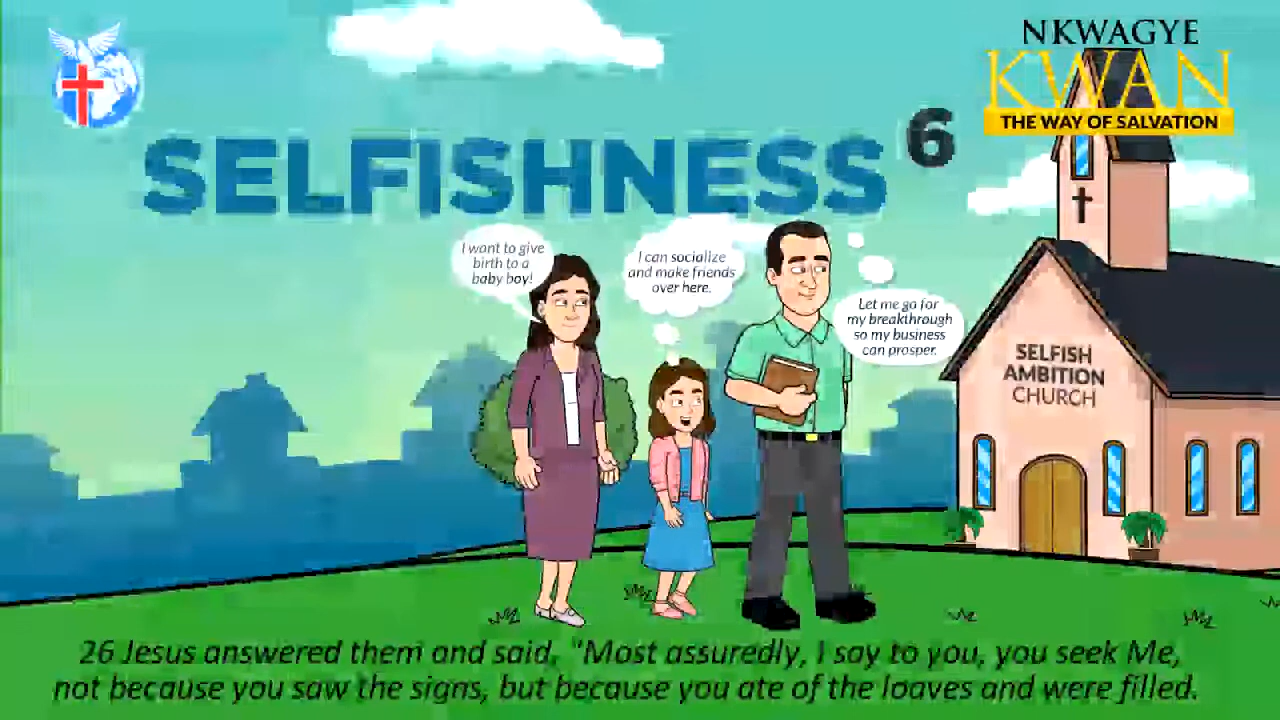 NKWAGYE
KWAN
THE WAY OF SALVATION
SELFISHNESS 6
I want to give
birth to a
baby boy!
I can socialize
and make friends
over here.
Let me go for
my breakthrough
so my business
can prosper.
SELFISH
AMBITION
CHURCH
26 Jesus answered them and said, "Most assuredly, I say to you, you seek Me,
not because you saw the signs, but because you ate of the loaves and were filled.